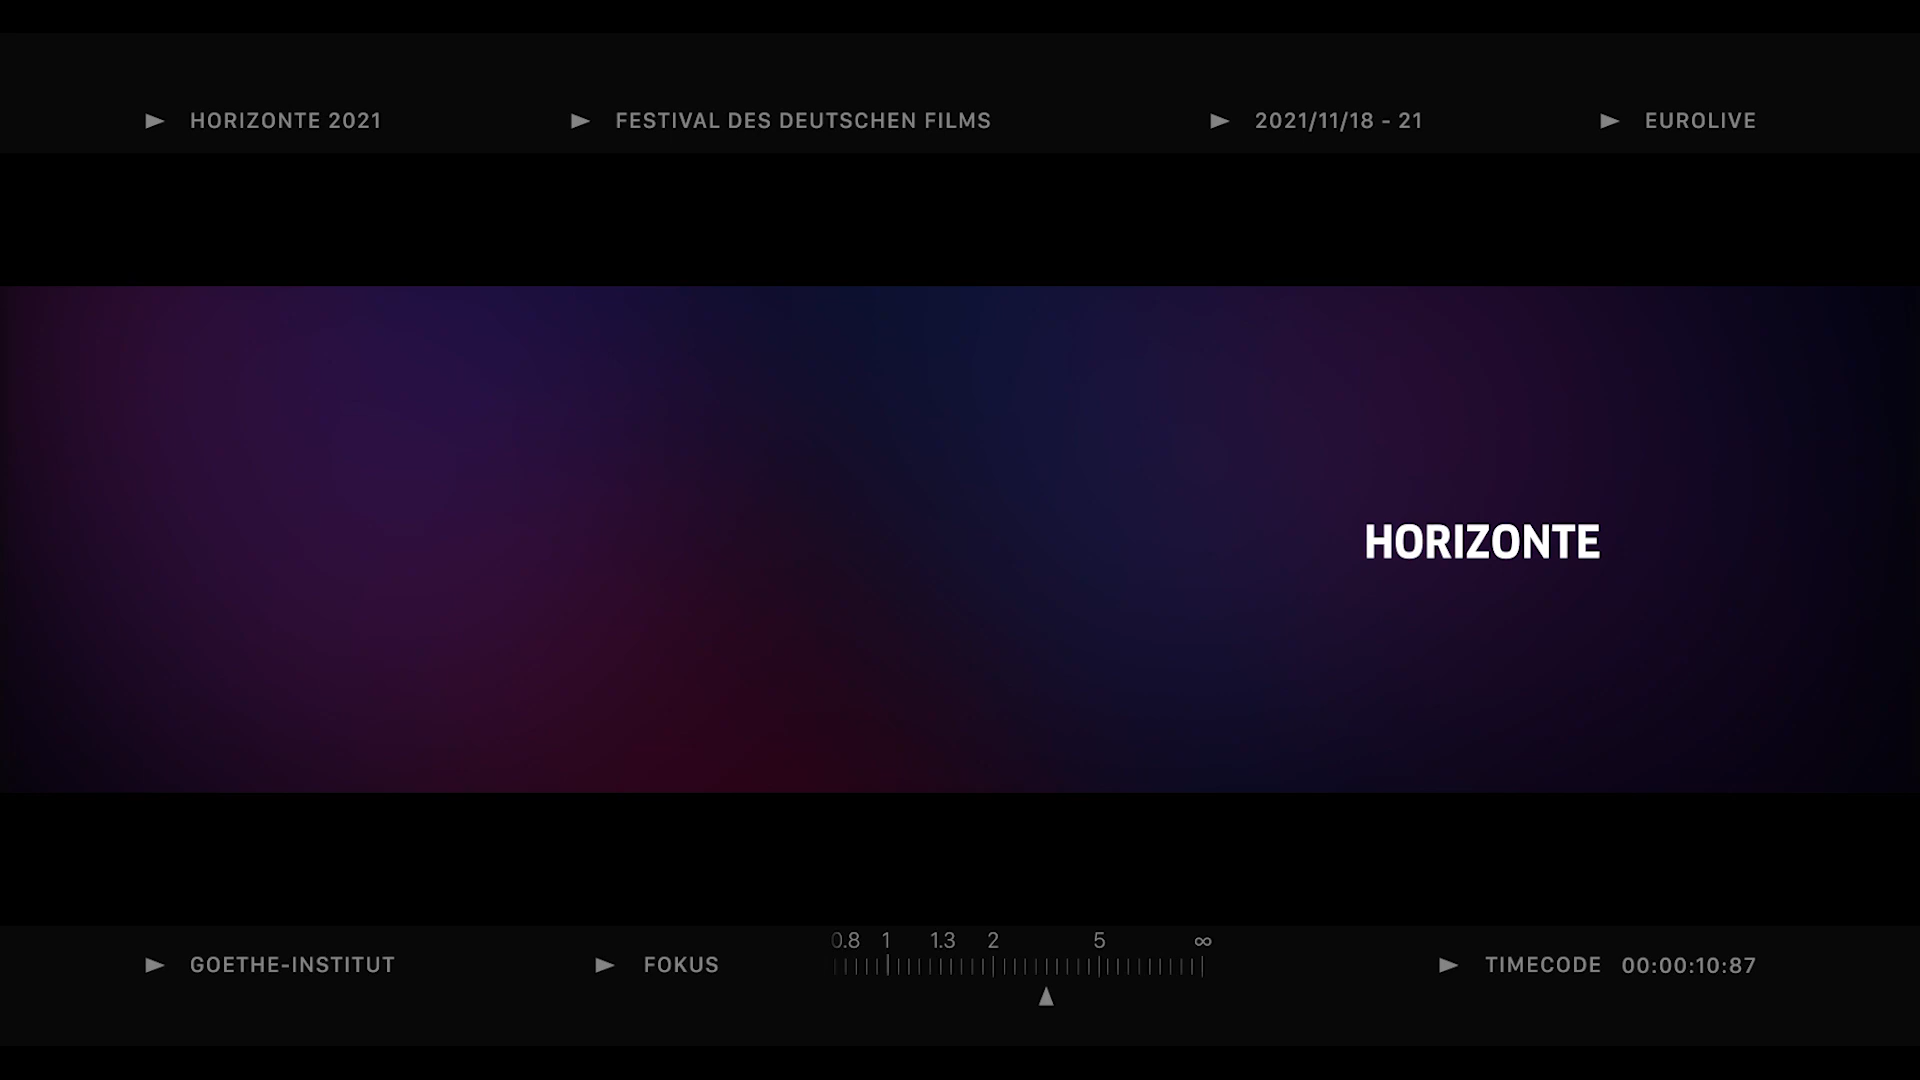 HORIZONTE 2021
FESTIVAL DES DEUTSCHEN FILMS
2021/11/18 - 21
EUROLIVE
HORIZONTE
GOETHE-INSTITUT
FOKUS
0.8 1 1.3 2 5 ∞
TIMECODE 00:00:10:87